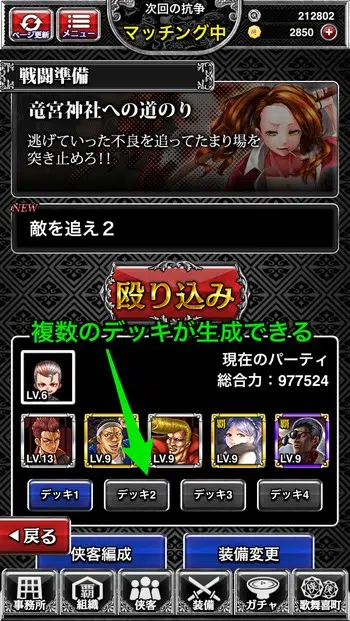 ページ更新
メニュー
次回の抗争
マッチング中
212802
2850
戦闘準備
竜宮神社への道のり
逃げていった不良を追ってたまり場を
突き止めろ!!
NEW
敵を追え2
殴り込み
複数のデッキが生成できる
現在のパーティ
総合力：977524
LV.6
LV.13
LV.9
LV.9
LV.9
LV.9
デッキ1
デッキ2
デッキ3
デッキ4
戻る
侠客編成
装備変更
事務所
覇
組織
侠客
装備
ガチャ
歌舞喜町